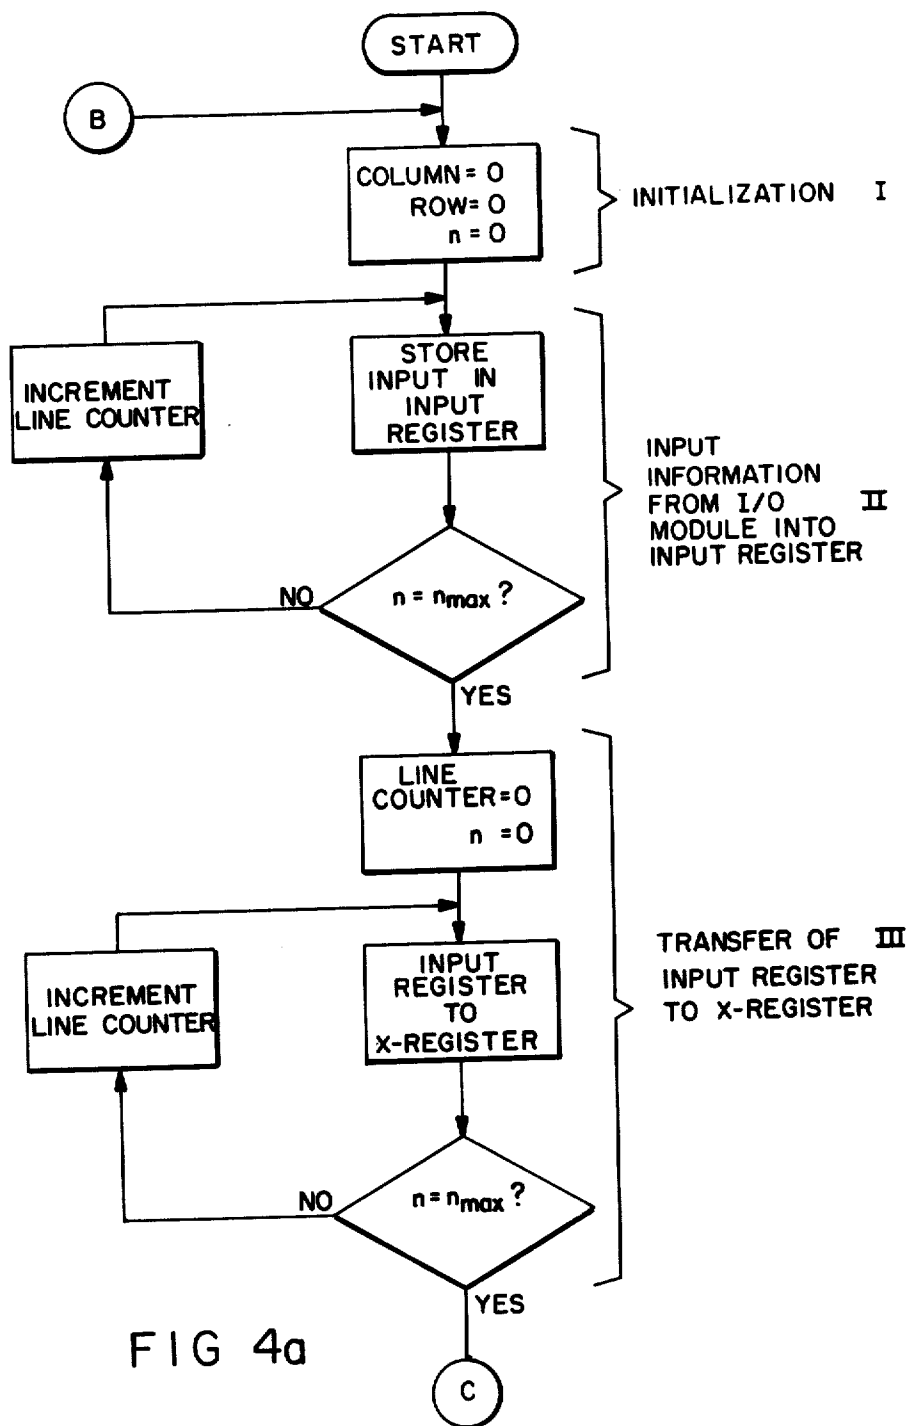 START
B
COLUMN = 0
ROW = 0
n = 0
INITIALIZATION I
INCREMENT
LINE COUNTER
STORE
INPUT IN
INPUT
REGISTER
INPUT
INFORMATION
FROM I/O II
MODULE INTO
INPUT REGISTER
NO
n = nmax ?
YES
LINE
COUNTER=0
n = 0
INCREMENT
LINE COUNTER
INPUT
REGISTER
TO
X-REGISTER
TRANSFER OF III
INPUT REGISTER
TO X-REGISTER
NO
n = nmax ?
YES
FIG 4a
C